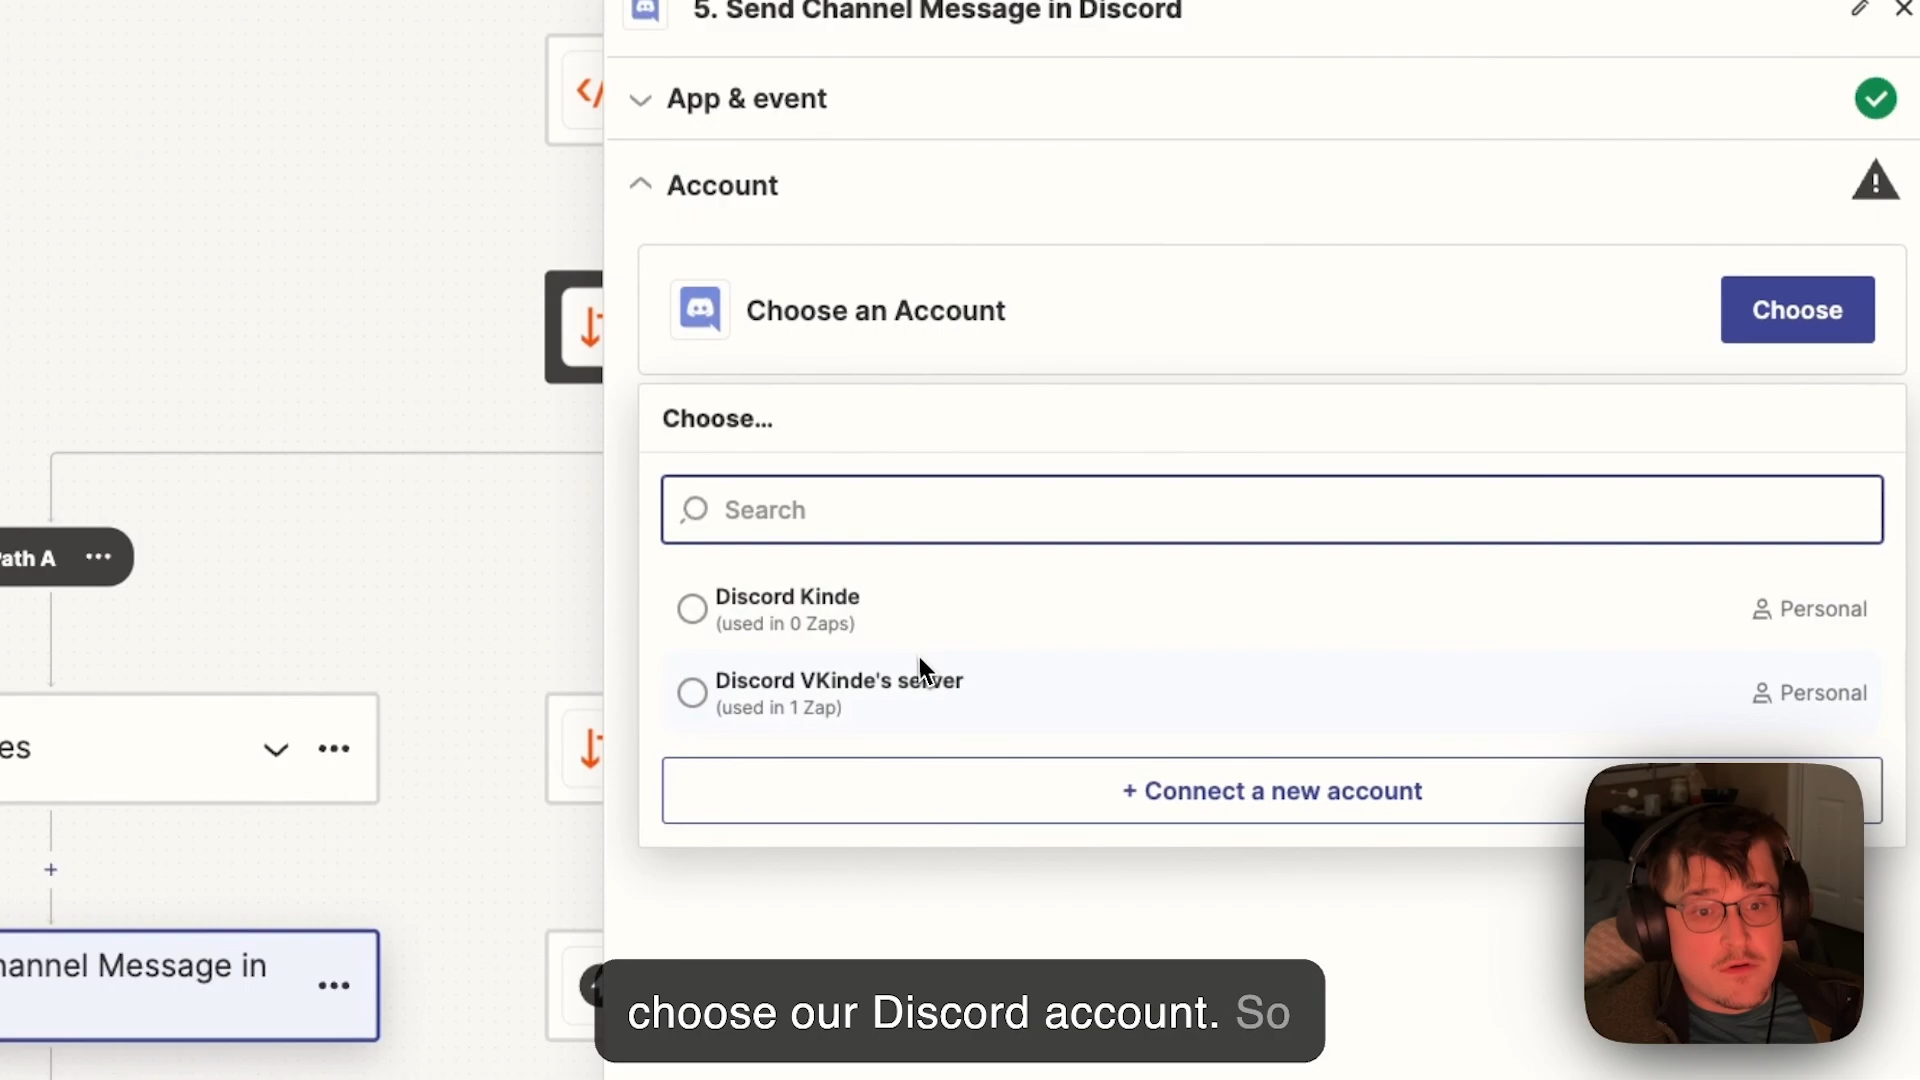 5. Send Channel Message in Discord
App & event
Account
Choose an Account
Choose
Choose...
Search
Discord Kinde
(used in 0 Zaps)
Personal
Discord VKinde's server
(used in 1 Zap)
Personal
+ Connect a new account
Path A
es
hannel Message in
choose our Discord account. So